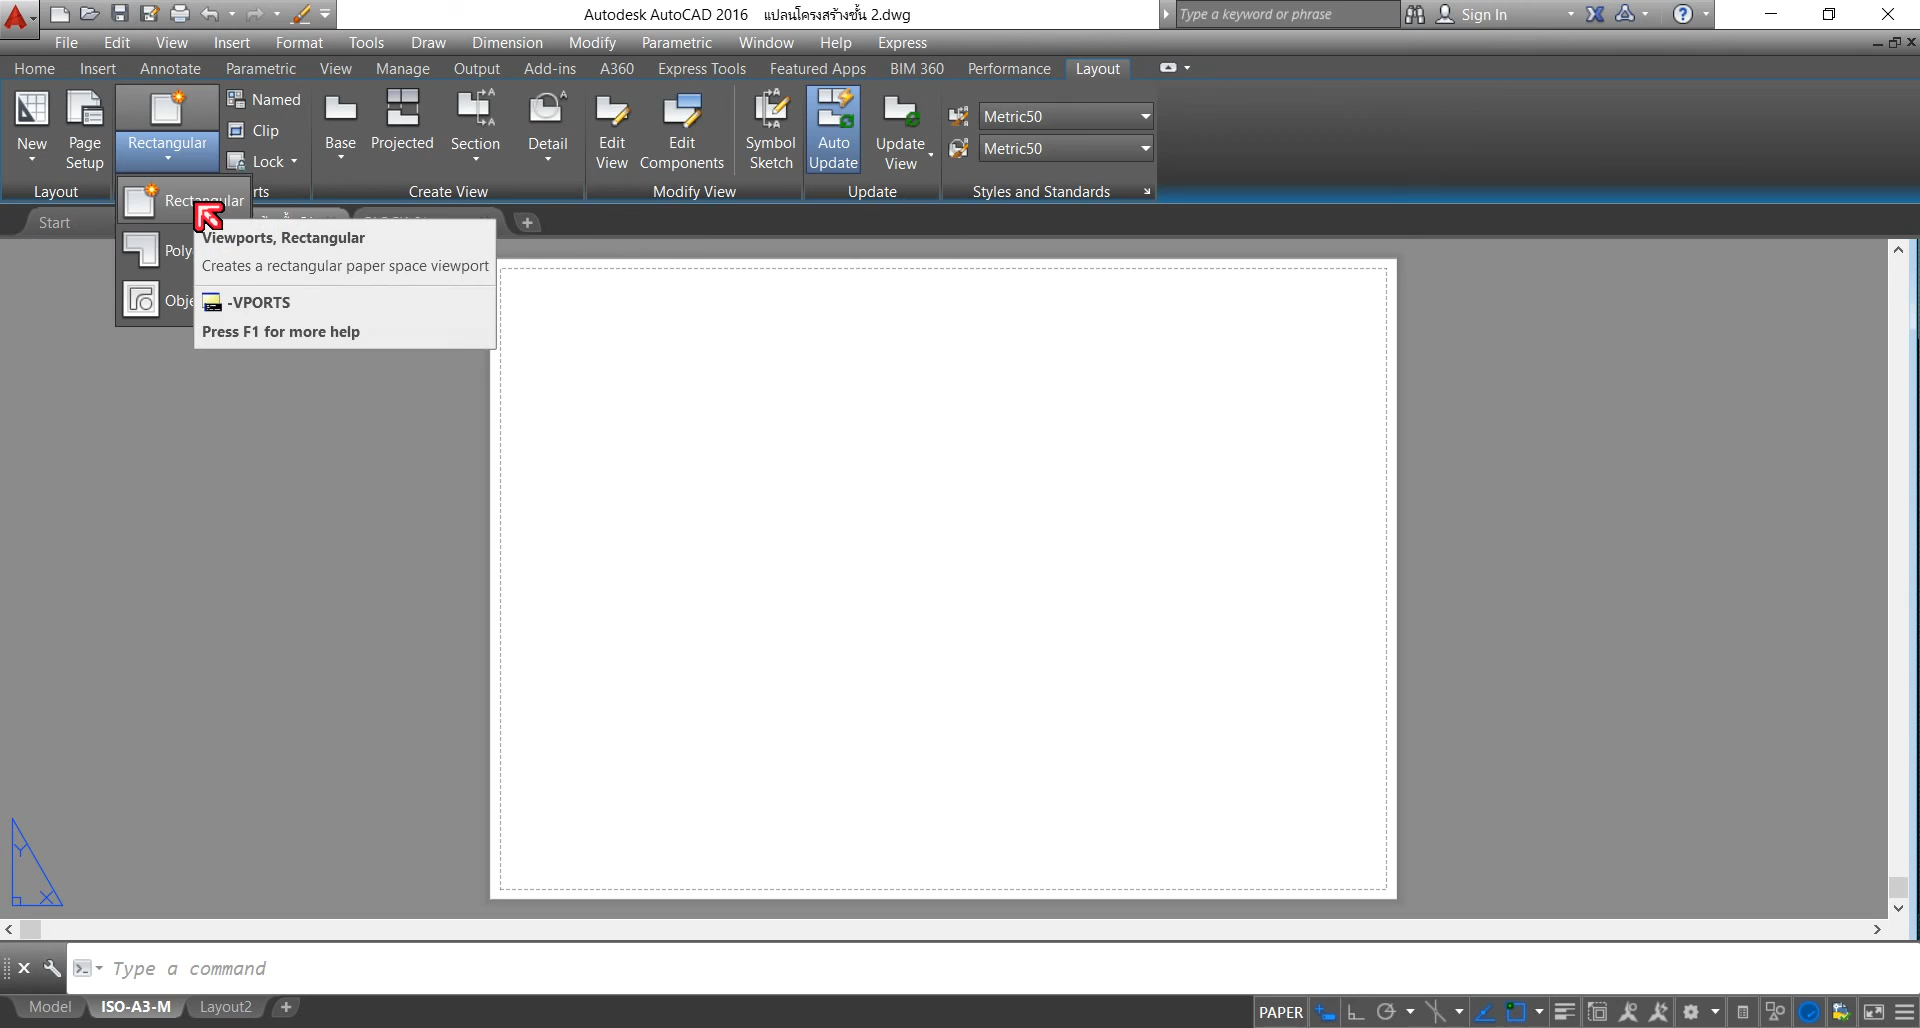 Autodesk AutoCAD 2016 แปลนโครงสร้างชั้น 2.dwg
Type a keyword or phrase
Sign In
File Edit View Insert Format Tools Draw Dimension Modify Parametric Window Help Express
Home Insert Annotate Parametric View Manage Output Add-ins A360 Express Tools Featured Apps BIM 360 Performance Layout
New
Page Setup
Rectangular
Named
Clip
Lock
Base
Projected
Section
Detail
Edit View
Edit Components
Symbol Sketch
Auto Update
Update View
Metric50
Metric50
Layout
Create View
Modify View
Update
Styles and Standards
Start
Rectangular
Viewports, Rectangular
Creates a rectangular paper space viewport
-VPORTS
Press F1 for more help
Y
X
Type a command
Model ISO-A3-M Layout2
PAPER